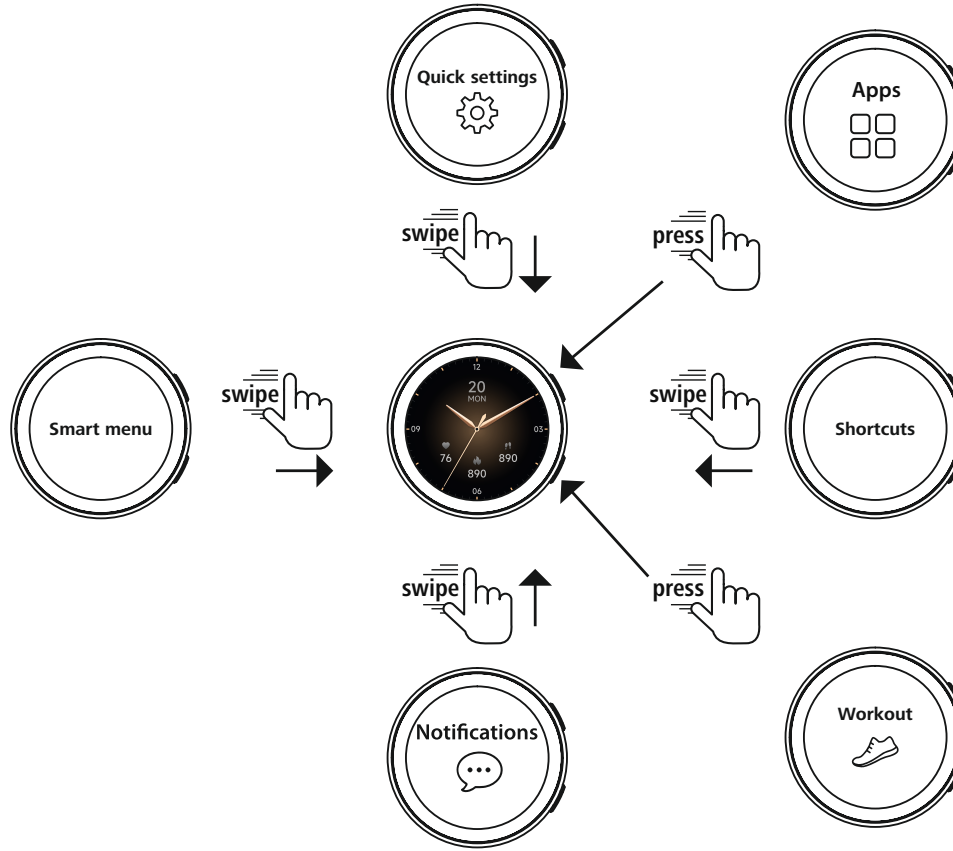 Quick settings
Apps
swipe
press
Smart menu
swipe
12
20
MON
09
03
76
890
890
06
swipe
Shortcuts
swipe
press
Notifications
Workout